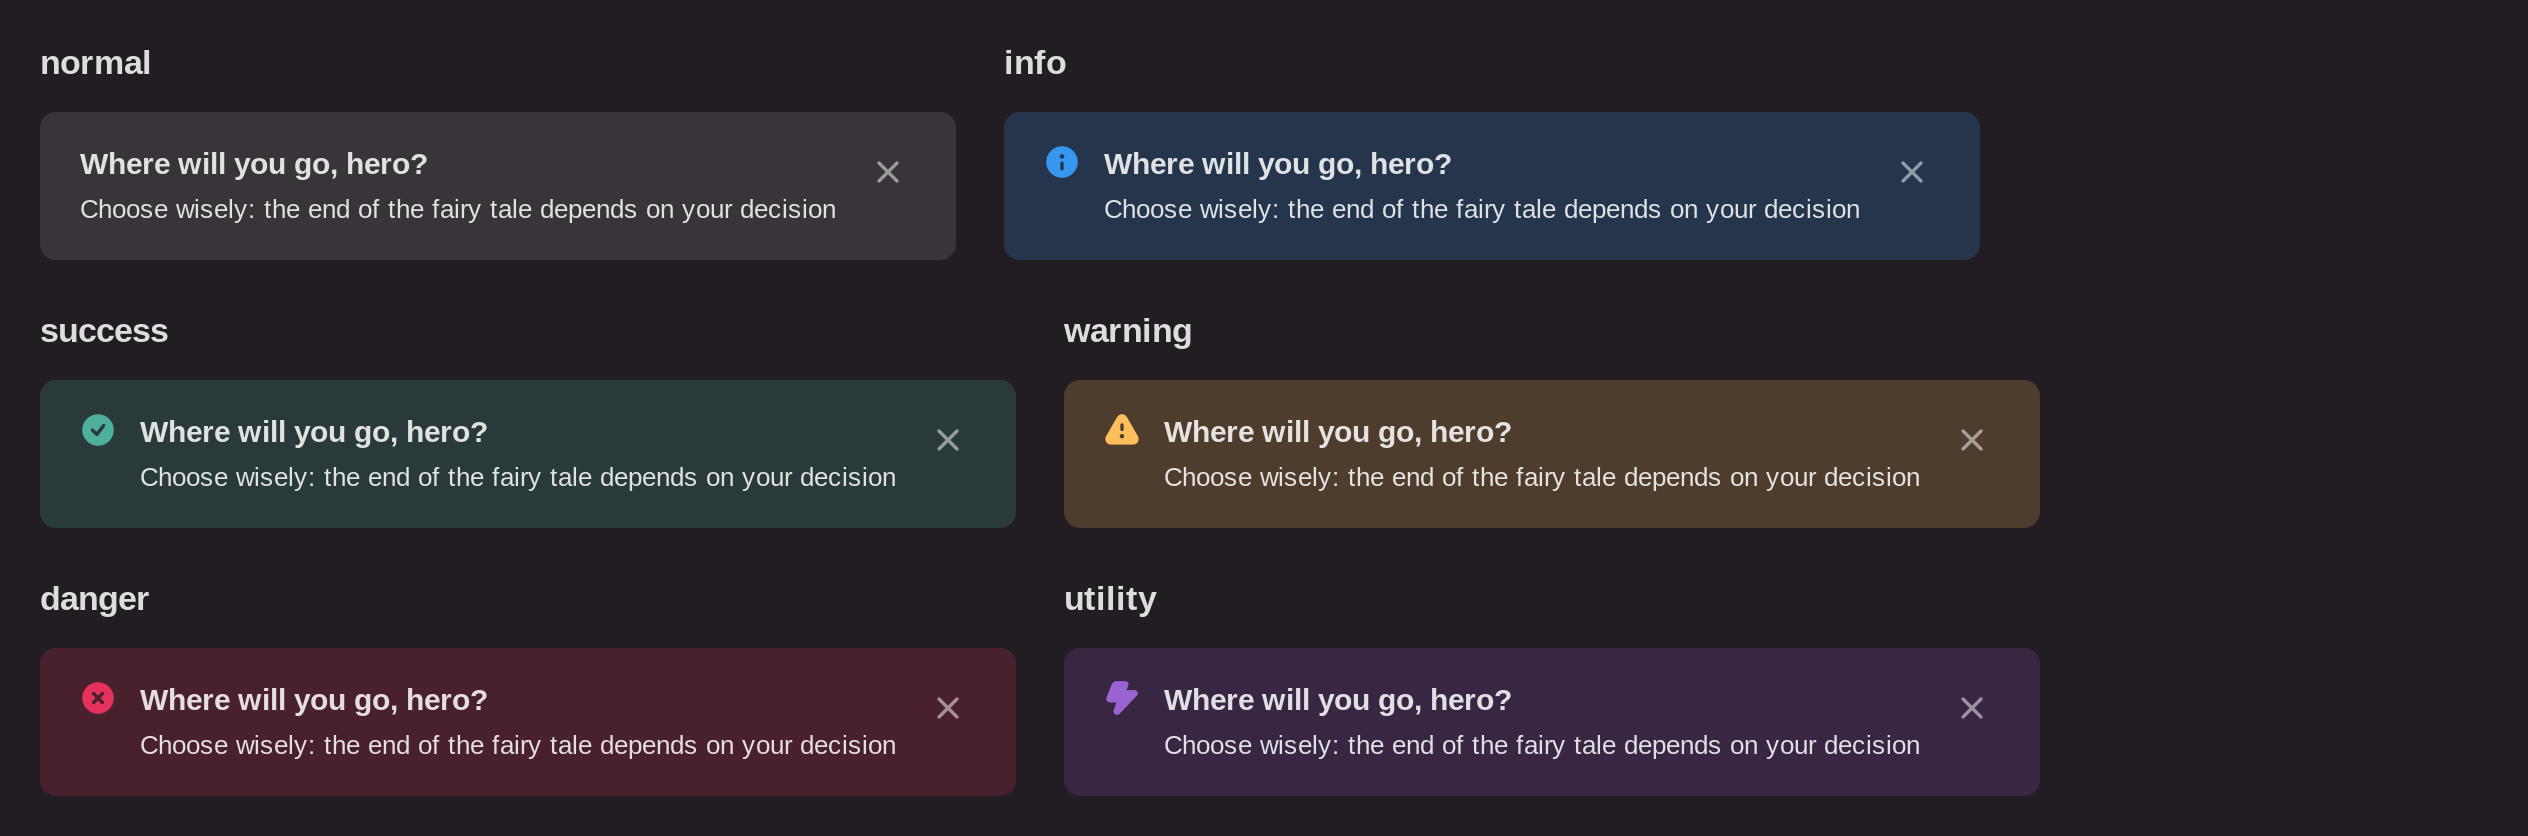 normal
Where will you go, hero?
Choose wisely: the end of the fairy tale depends on your decision
info
Where will you go, hero?
Choose wisely: the end of the fairy tale depends on your decision
success
Where will you go, hero?
Choose wisely: the end of the fairy tale depends on your decision
warning
Where will you go, hero?
Choose wisely: the end of the fairy tale depends on your decision
danger
Where will you go, hero?
Choose wisely: the end of the fairy tale depends on your decision
utility
Where will you go, hero?
Choose wisely: the end of the fairy tale depends on your decision